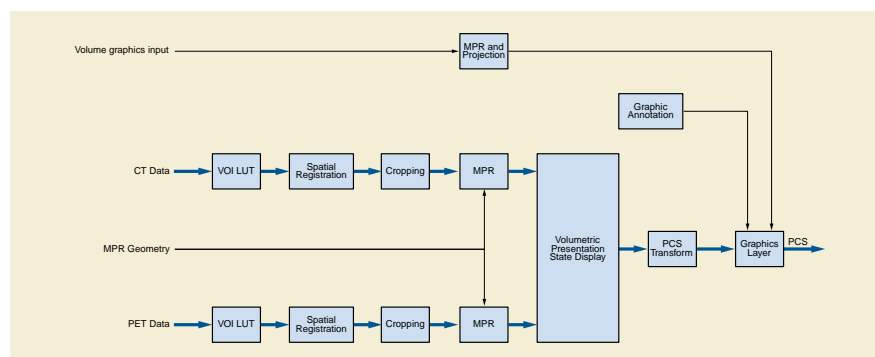 Volume graphics input
MPR and
Projection
Graphic
Annotation
CT Data
VOI LUT
Spatial
Registration
Cropping
MPR
MPR Geometry
Volumetric
Presentation
State Display
PCS
Transform
Graphics
Layer
PCS
PET Data
VOI LUT
Spatial
Registration
Cropping
MPR